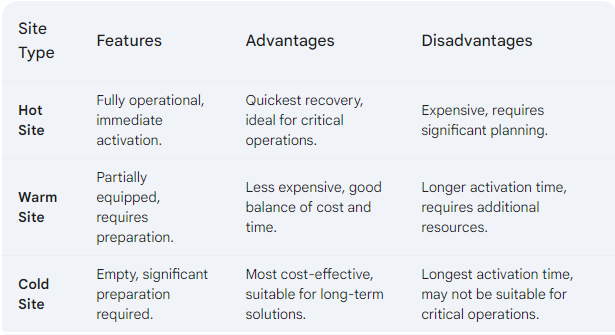 Site
Type
Features
Advantages
Disadvantages
Hot
Site
Fully operational,
immediate
activation.
Quickest recovery,
ideal for critical
operations.
Expensive, requires
significant planning.
Warm
Site
Partially
equipped,
requires
preparation.
Less expensive, good
balance of cost and
time.
Longer activation time,
requires additional
resources.
Cold
Site
Empty, significant
preparation
required.
Most cost-effective,
suitable for long-term
solutions.
Longest activation time,
may not be suitable for
critical operations.